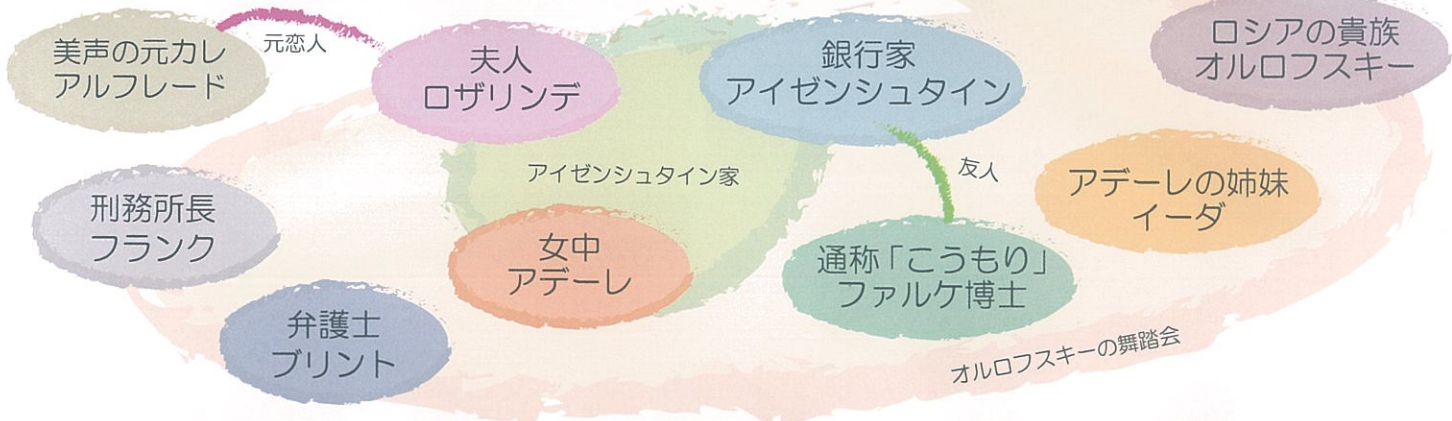 美声の元カレ
アルフレード
元恋人
夫人
ロザリンデ
銀行家
アイゼンシュタイン
ロシアの貴族
オルロフスキー
アイゼンシュタイン家
友人
アデーレの姉妹
イーダ
刑務所長
フランク
女中
アデーレ
通称「こうもり」
ファルケ博士
弁護士
ブリント
オルロフスキーの舞踏会